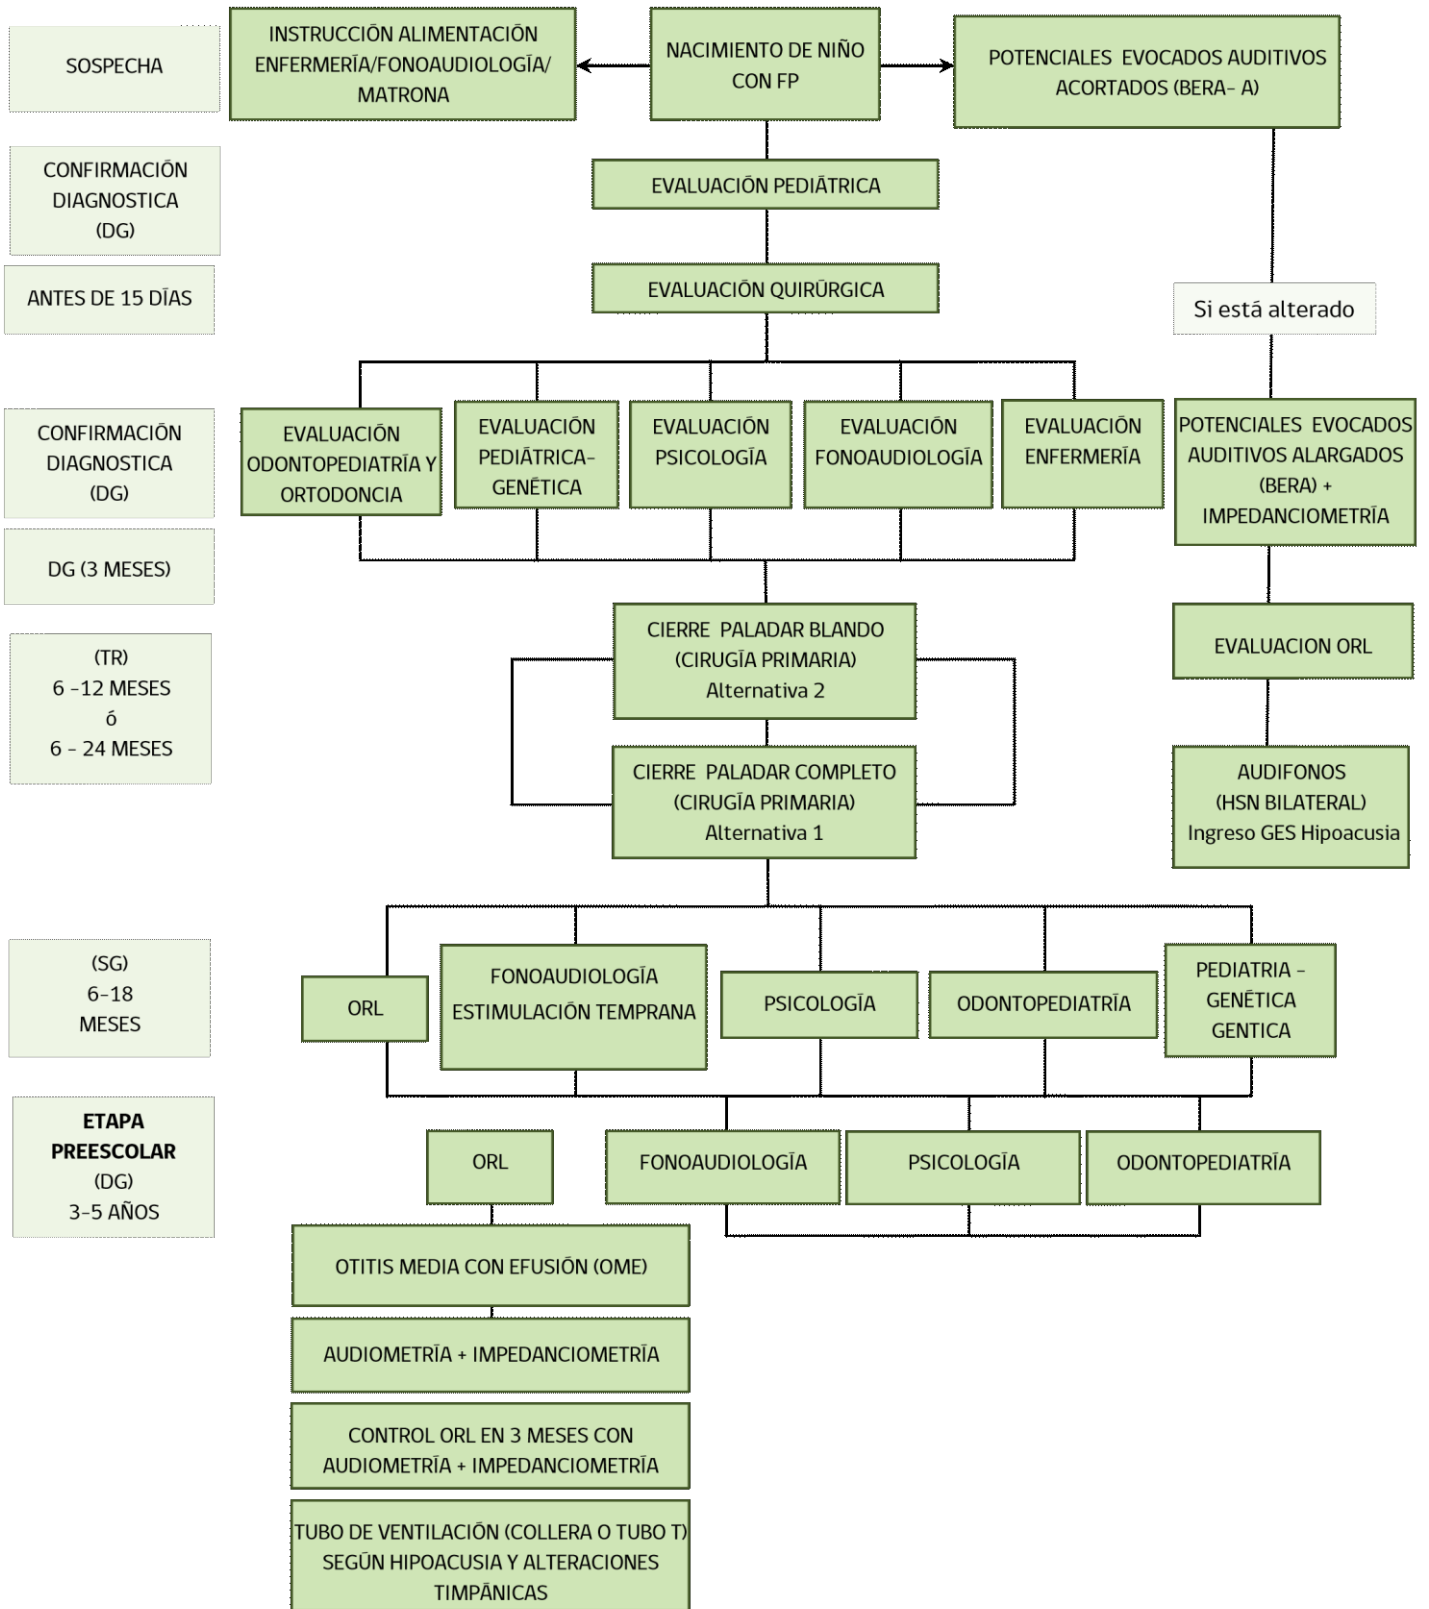 SOSPECHA
INSTRUCCIÓN ALIMENTACIÓN
ENFERMERÍA/FONOAUDIOLOGÍA/
MATRONA
NACIMIENTO DE NIÑO
CON FP
POTENCIALES EVOCADOS AUDITIVOS
ACORTADOS (BERA- A)
CONFIRMACIÓN
DIAGNOSTICA
(DG)
EVALUACIÓN PEDIÁTRICA
ANTES DE 15 DÍAS
EVALUACIÓN QUIRÚRGICA
Si está alterado
CONFIRMACIÓN
DIAGNOSTICA
(DG)
EVALUACIÓN
ODONTOPEDIATRÍA Y
ORTODONCIA
EVALUACIÓN
PEDIÁTRICA-
GENÉTICA
EVALUACIÓN
PSICOLOGÍA
EVALUACIÓN
FONOAUDIOLOGÍA
EVALUACIÓN
ENFERMERÍA
POTENCIALES EVOCADOS
AUDITIVOS ALARGADOS
(BERA) +
IMPEDANCIOMETRÍA
DG (3 MESES)
(TR)
6 -12 MESES
ó
6 - 24 MESES
CIERRE PALADAR BLANDO
(CIRUGÍA PRIMARIA)
Alternativa 2
EVALUACION ORL
CIERRE PALADAR COMPLETO
(CIRUGÍA PRIMARIA)
Alternativa 1
AUDIFONOS
(HSN BILATERAL)
Ingreso GES Hipoacusia
(SG)
6-18
MESES
ORL
FONOAUDIOLOGÍA
ESTIMULACIÓN TEMPRANA
PSICOLOGÍA
ODONTOPEDIATRÍA
PEDIATRIA -
GENÉTICA
GENTICA
ETAPA
PREESCOLAR
(DG)
3-5 AÑOS
ORL
FONOAUDIOLOGÍA
PSICOLOGÍA
ODONTOPEDIATRÍA
OTITIS MEDIA CON EFUSIÓN (OME)
AUDIOMETRÍA + IMPEDANCIOMETRÍA
CONTROL ORL EN 3 MESES CON
AUDIOMETRÍA + IMPEDANCIOMETRÍA
TUBO DE VENTILACIÓN (COLLERA O TUBO T)
SEGÚN HIPOACUSIA Y ALTERACIONES
TIMPÁNICAS